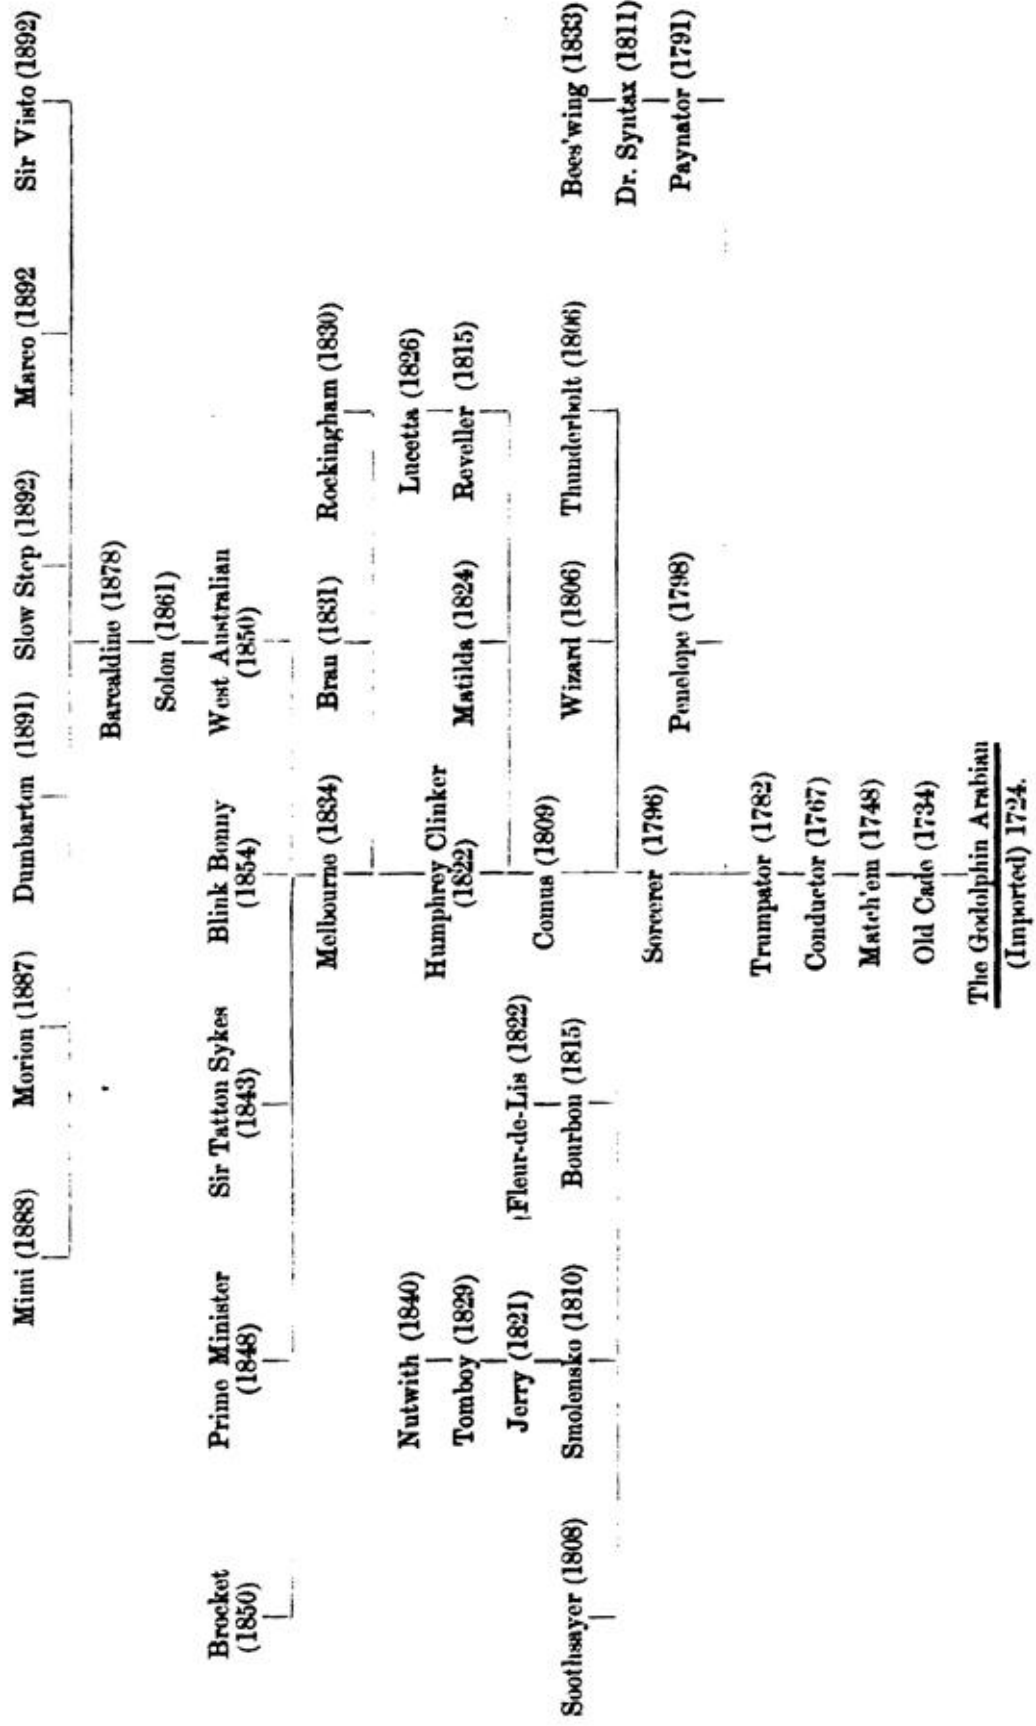 Mimi (1888) Morion (1887) Dunbarton (1891) Slow Step (1892) Marco (1892 Sir Visto (1892)
Barcaldine (1878)
Solon (1861)
Brocket Prime Minister Sir Tatton Sykes Blink Bonny West Australian
(1850) (1848) (1843) (1854) (1850)
Melbourne (1834) Bran (1831) Rockingham (1830)
Nutwith (1840) Humphrey Clinker Lucetta (1826)
Tomboy (1829) (1822) Matilda (1824) Reveller (1815)
Jerry (1821) Fleur-de-Lis (1822)
Soothsayer (1808) Smolensko (1810) Bourbon (1815) Comus (1809) Wizard (1806) Thunderbolt (1806) Bees'wing (1833)
Dr. Syntax (1811)
Sorcerer (1796) Penelope (1798) Paynator (1791)
Trumpator (1782)
Conductor (1767)
Match'em (1748)
Old Cade (1734)
The Godolphin Arabian
(Imported) 1724.